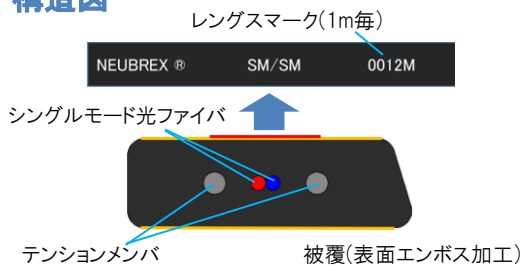 構造図
レングスマーク(1m毎)
NEUBREX ® SM/SM 0012M
シングルモード光ファイバ
テンションメンバ 被覆(表面エンボス加工)